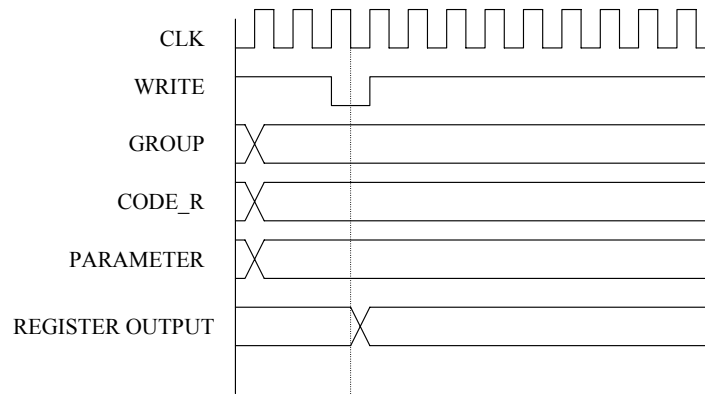 CLK
WRITE
GROUP
CODE_R
PARAMETER
REGISTER OUTPUT